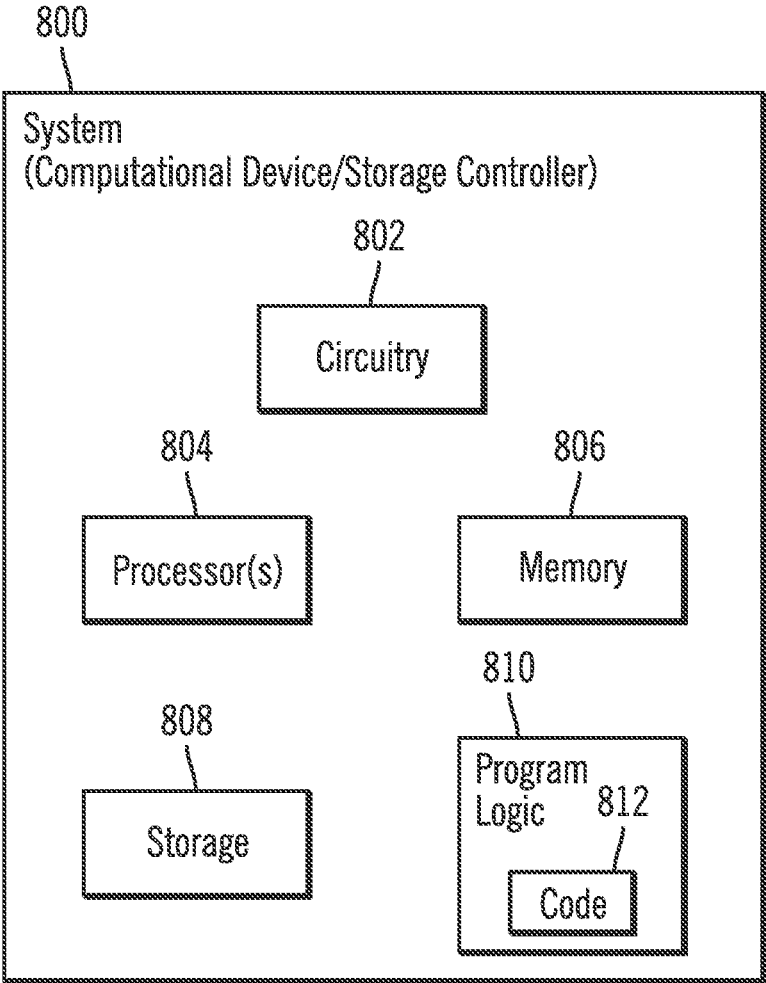 800
System
(Computational Device/Storage Controller)
802
Circuitry
804
Processor(s)
806
Memory
808
Storage
810
Program
Logic
812
Code